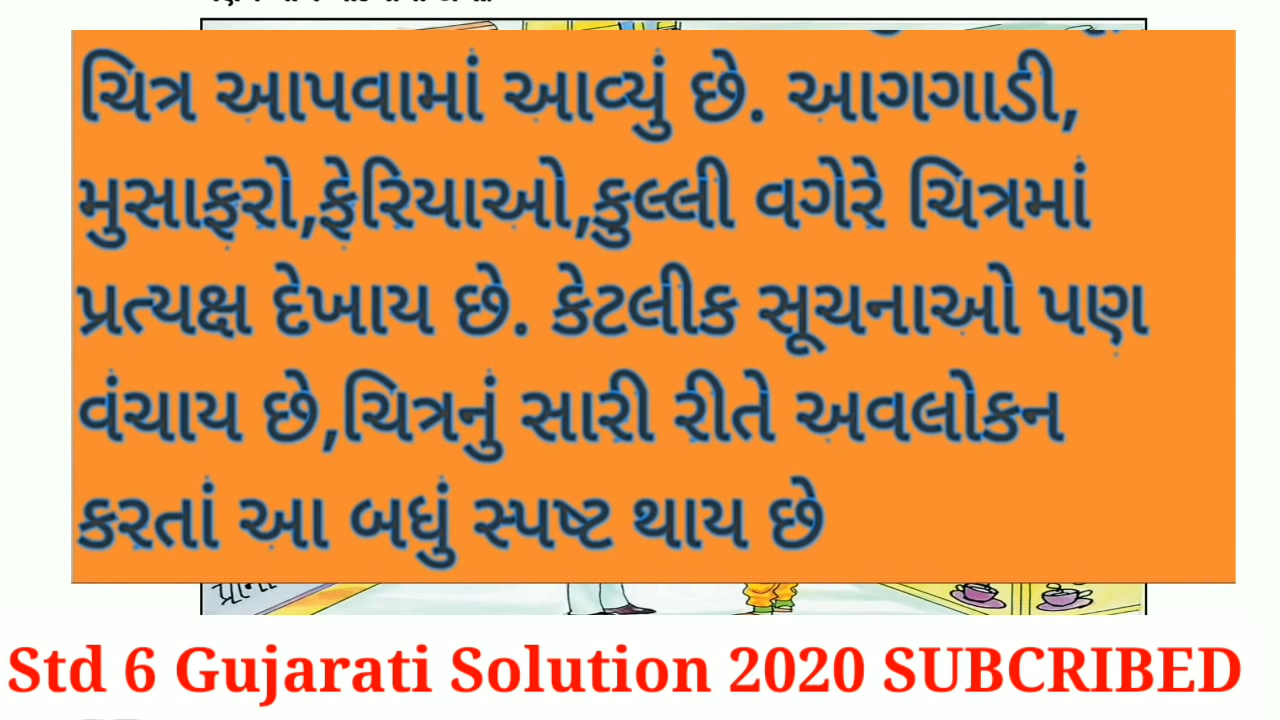 ચિત્ર આપવામાં આવ્યું છે. આગગાડી,
મુસાફરો,ફેરિયાઓ,કુલ્લી વગેરે ચિત્રમાં
પ્રત્યક્ષ દેખાય છે. કેટલીક સૂચનાઓ પણ
વંચાય છે,ચિત્રનું સારી રીતે અવલોકન
કરતાં આ બધું સ્પષ્ટ થાય છે
Std 6 Gujarati Solution 2020 SUBCRIBED